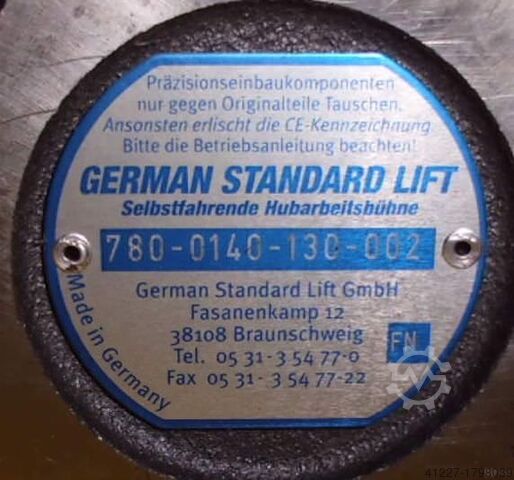 Präzisionseinbaukomponenten
nur gegen Originalteile Tauschen.
Ansonsten erlischt die CE-Kennzeichnung
Bitte die Betriebsanleitung beachten!
GERMAN STANDARD LIFT
Selbstfahrende Hubarbeitsbühne
780-0140-130-002
German Standard Lift GmbH
Fasanenkamp 12
38108 Braunschweig
Tel. 05 31- 3 54 77-0
Fax 05 31- 3 54 77-22
FN
Made in Germany
41227-1798039